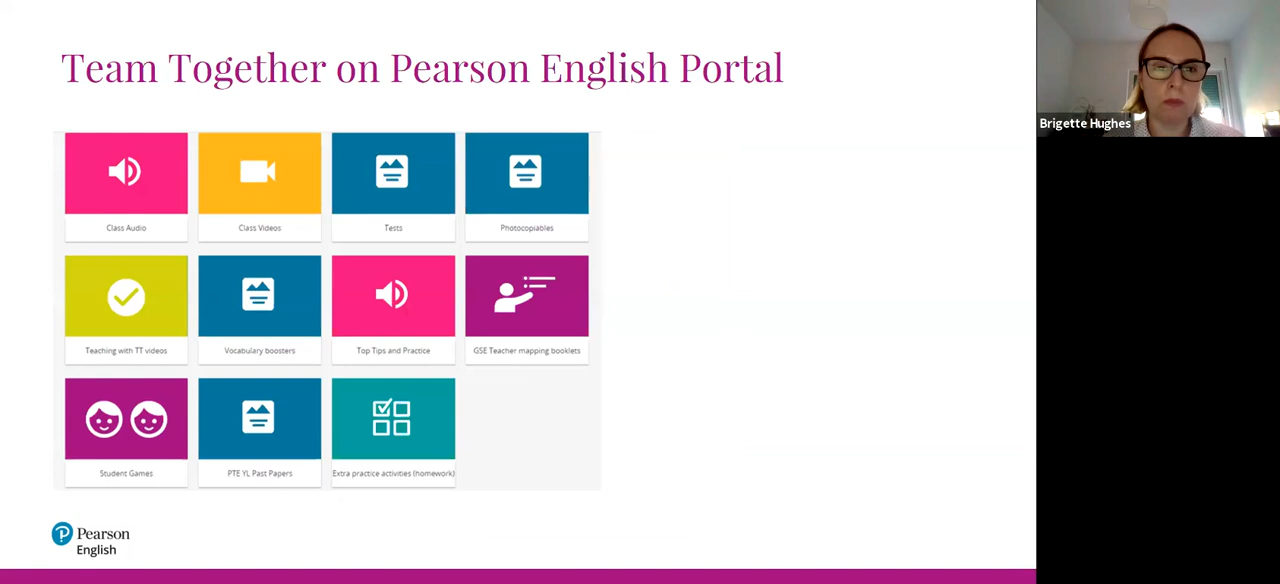 Team Together on Pearson English Portal
Brigette Hughes
Class Audio
Class Videos
Tests
Photocopiables
Teaching with TT videos
Vocabulary boosters
Top Tips and Practice
GSE Teacher mapping booklets
Student Games
PTE YL Past Papers
Extra practice activities (homework)
P Pearson
English